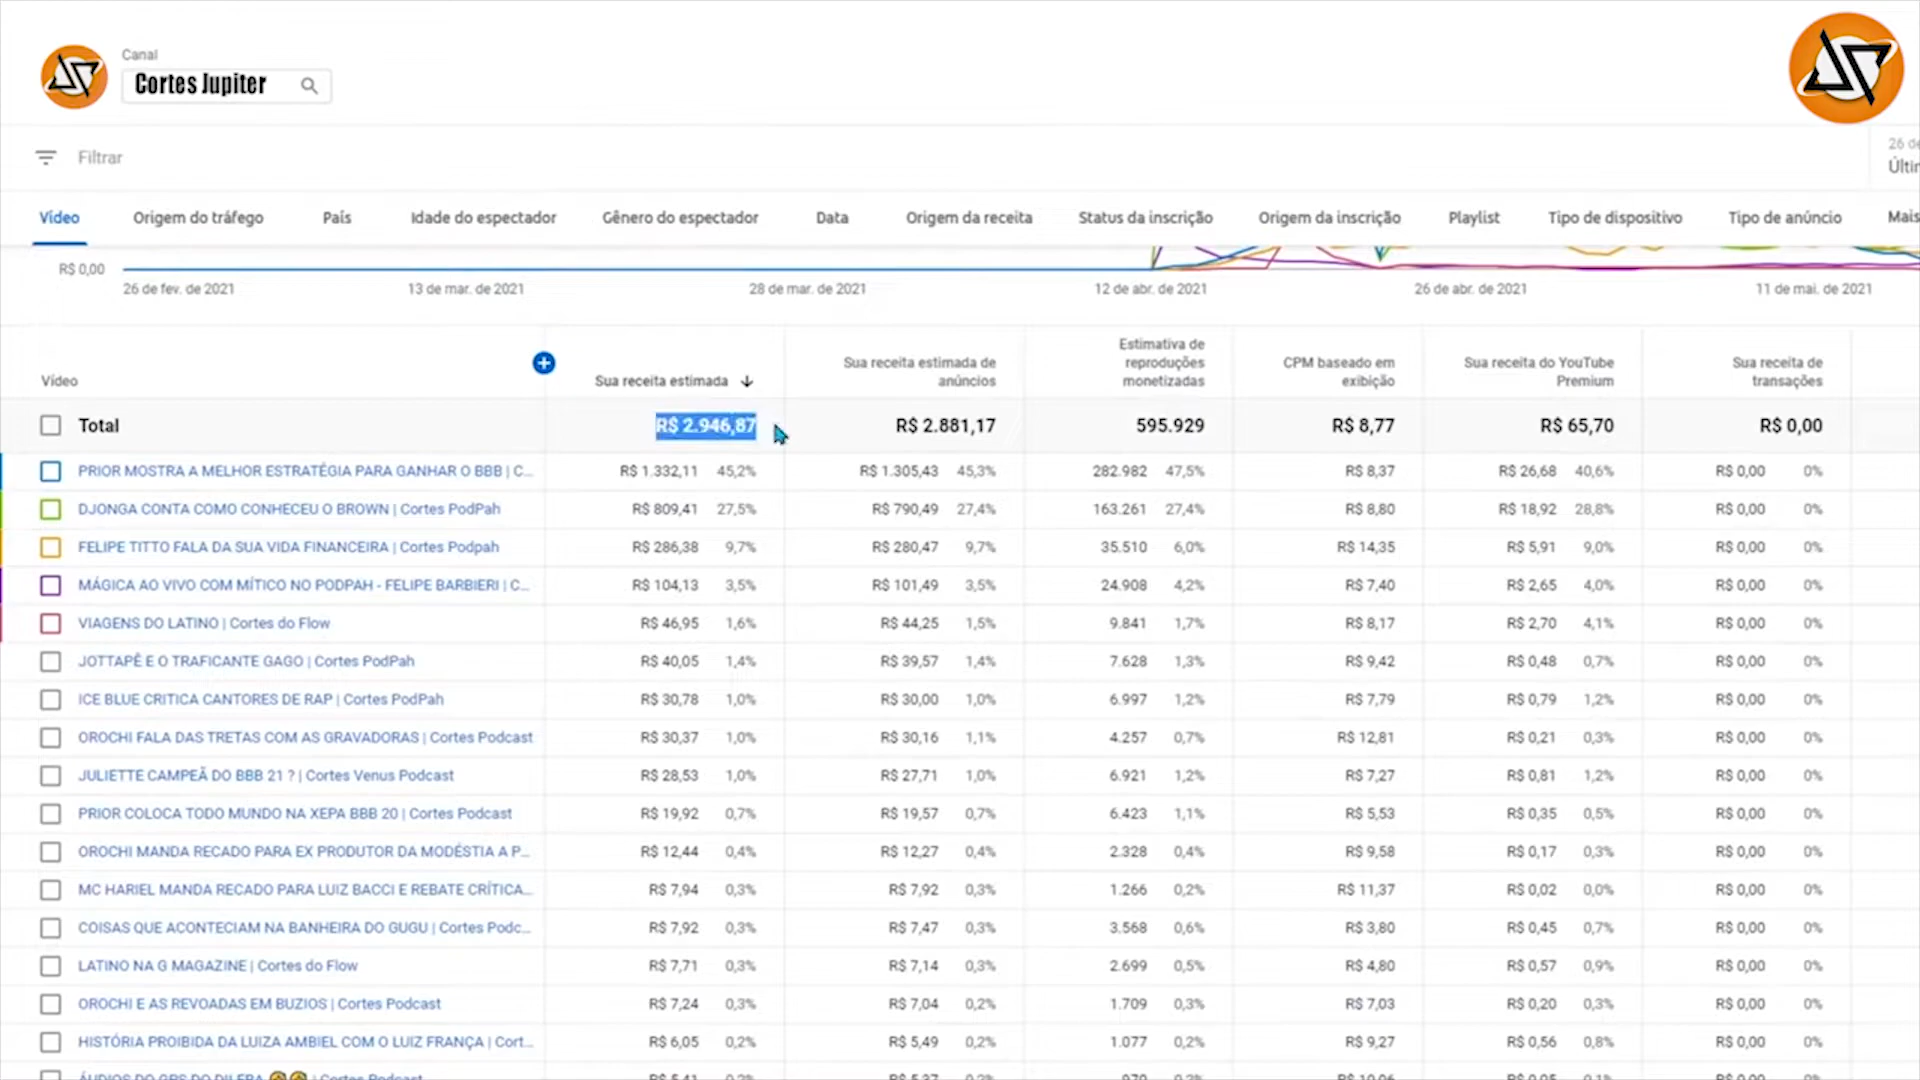 Canal
Cortes Jupiter
Filtrar
26 de
Últin
Vídeo Origem do tráfego País Idade do espectador Gênero do espectador Data Origem da receita Status da inscrição Origem da inscrição Playlist Tipo de dispositivo Tipo de anúncio Mais
R$ 0,00
26 de fev. de 2021 13 de mar. de 2021 28 de mar. de 2021 12 de abr. de 2021 26 de abr. de 2021 11 de mai. de 2021
Vídeo
Sua receita estimada
Sua receita estimada de
anúncios
Estimativa de
reproduções
monetizadas
CPM baseado em
exibição
Sua receita do YouTube
Premium
Sua receita de
transações
Total R$ 2.946,87 R$ 2.881,17 595.929 R$ 8,77 R$ 65,70 R$ 0,00
PRIOR MOSTRA A MELHOR ESTRATÉGIA PARA GANHAR O BBB | C... R$ 1.332,11 45,2% R$ 1.305,43 45,3% 282.982 47,5% R$ 8,37 R$ 26,68 40,6% R$ 0,00 0%
DJONGA CONTA COMO CONHECEU O BROWN | Cortes PodPah R$ 809,41 27,5% R$ 790,49 27,4% 163.261 27,4% R$ 8,80 R$ 18,92 28,8% R$ 0,00 0%
FELIPE TITTO FALA DA SUA VIDA FINANCEIRA | Cortes Podpah R$ 286,38 9,7% R$ 280,47 9,7% 35.510 6,0% R$ 14,35 R$ 5,91 9,0% R$ 0,00 0%
MÁGICA AO VIVO COM MÍTICO NO PODPAH - FELIPE BARBIERI | C... R$ 104,13 3,5% R$ 101,49 3,5% 24.908 4,2% R$ 7,40 R$ 2,65 4,0% R$ 0,00 0%
VIAGENS DO LATINO | Cortes do Flow R$ 46,95 1,6% R$ 44,25 1,5% 9.841 1,7% R$ 8,17 R$ 2,70 4,1% R$ 0,00 0%
JOTTAPÊ E O TRAFICANTE GAGO | Cortes PodPah R$ 40,05 1,4% R$ 39,57 1,4% 7.628 1,3% R$ 9,42 R$ 0,48 0,7% R$ 0,00 0%
ICE BLUE CRITICA CANTORES DE RAP | Cortes PodPah R$ 30,78 1,0% R$ 30,00 1,0% 6.997 1,2% R$ 7,79 R$ 0,79 1,2% R$ 0,00 0%
OROCHI FALA DAS TRETAS COM AS GRAVADORAS | Cortes Podcast R$ 30,37 1,0% R$ 30,16 1,1% 4.257 0,7% R$ 12,81 R$ 0,21 0,3% R$ 0,00 0%
JULIETTE CAMPEÃ DO BBB 21 ? | Cortes Venus Podcast R$ 28,53 1,0% R$ 27,71 1,0% 6.921 1,2% R$ 7,27 R$ 0,81 1,2% R$ 0,00 0%
PRIOR COLOCA TODO MUNDO NA XEPA BBB 20 | Cortes Podcast R$ 19,92 0,7% R$ 19,57 0,7% 6.423 1,1% R$ 5,53 R$ 0,35 0,5% R$ 0,00 0%
OROCHI MANDA RECADO PARA EX PRODUTOR DA MODÉSTIA A P... R$ 12,44 0,4% R$ 12,27 0,4% 2.328 0,4% R$ 9,58 R$ 0,17 0,3% R$ 0,00 0%
MC HARIEL MANDA RECADO PARA LUIZ BACCI E REBATE CRÍTICA... R$ 7,94 0,3% R$ 7,92 0,3% 1.266 0,2% R$ 11,37 R$ 0,02 0,0% R$ 0,00 0%
COISAS QUE ACONTECIAM NA BANHEIRA DO GUGU | Cortes Podc... R$ 7,92 0,3% R$ 7,47 0,3% 3.568 0,6% R$ 3,80 R$ 0,45 0,7% R$ 0,00 0%
LATINO NA G MAGAZINE | Cortes do Flow R$ 7,71 0,3% R$ 7,14 0,3% 2.699 0,5% R$ 4,80 R$ 0,57 0,9% R$ 0,00 0%
OROCHI E AS REVOADAS EM BUZIOS | Cortes Podcast R$ 7,24 0,3% R$ 7,04 0,2% 1.709 0,3% R$ 7,03 R$ 0,20 0,3% R$ 0,00 0%
HISTÓRIA PROIBIDA DA LUIZA AMBIEL COM O LUIZ FRANÇA | Cort... R$ 6,05 0,2% R$ 5,49 0,2% 1.077 0,2% R$ 9,27 R$ 0,56 0,8% R$ 0,00 0%